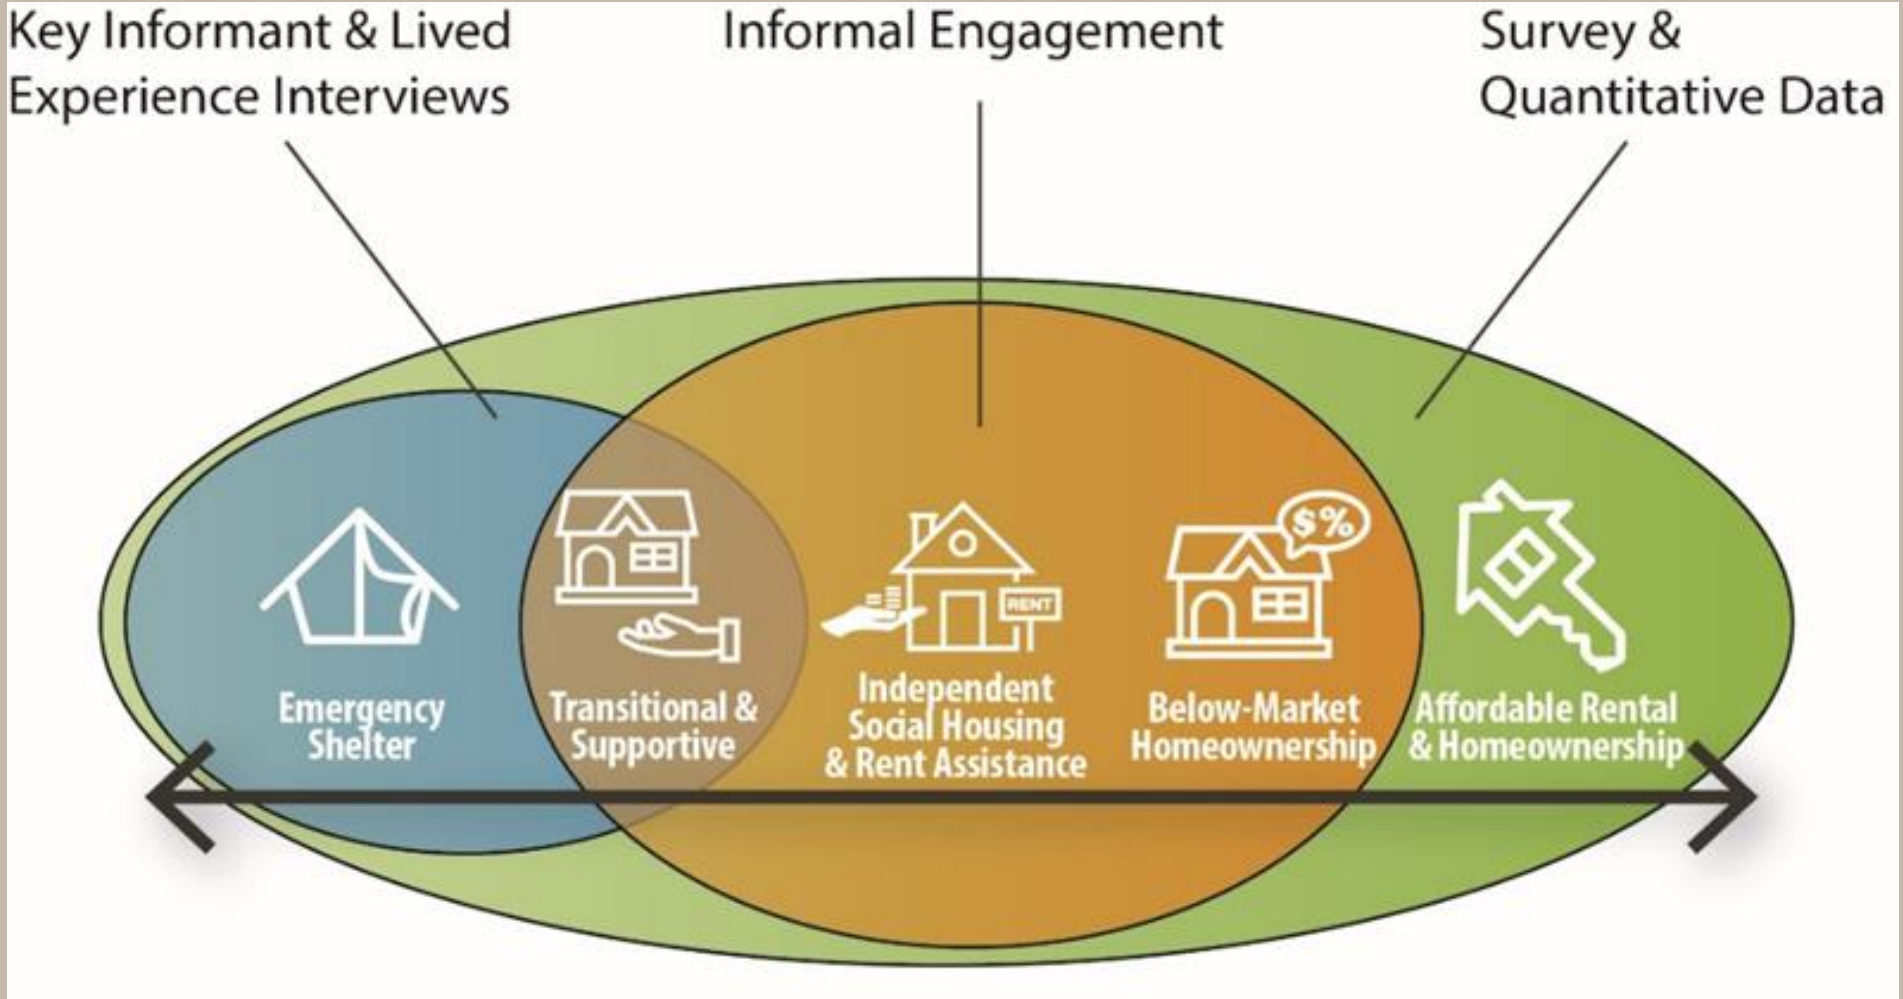 Key Informant & Lived
Experience Interviews
Informal Engagement
Survey &
Quantitative Data
Emergency
Shelter
Transitional &
Supportive
RENT
Independent
Social Housing
& Rent Assistance
$%
Below-Market
Homeownership
Affordable Rental
& Homeownership